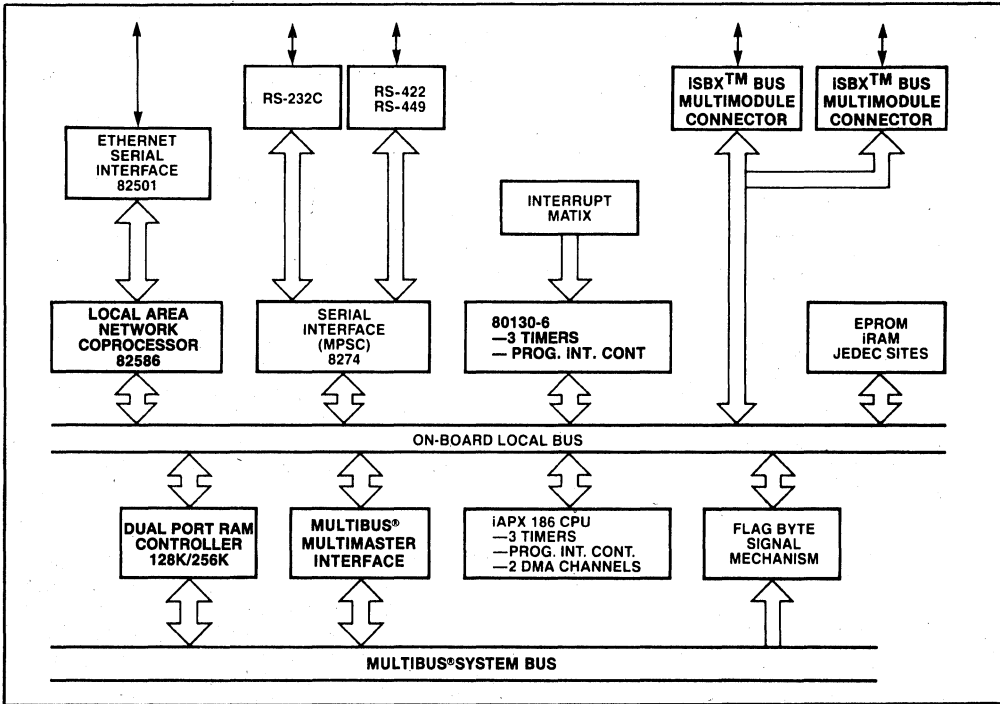 RS-232C
RS-422
RS-449
iSBX™ BUS
MULTIMODULE
CONNECTOR
iSBX™ BUS
MULTIMODULE
CONNECTOR
ETHERNET
SERIAL
INTERFACE
82501
INTERRUPT
MATIX
LOCAL AREA
NETWORK
COPROCESSOR
82586
SERIAL
INTERFACE
(MPSC)
8274
80130-6
—3 TIMERS
— PROG. INT. CONT
EPROM
iRAM
JEDEC SITES
ON-BOARD LOCAL BUS
DUAL PORT RAM
CONTROLLER
128K/256K
MULTIBUS®
MULTIMASTER
INTERFACE
iAPX 186 CPU
—3 TIMERS
—PROG. INT. CONT.
—2 DMA CHANNELS
FLAG BYTE
SIGNAL
MECHANISM
MULTIBUS®SYSTEM BUS